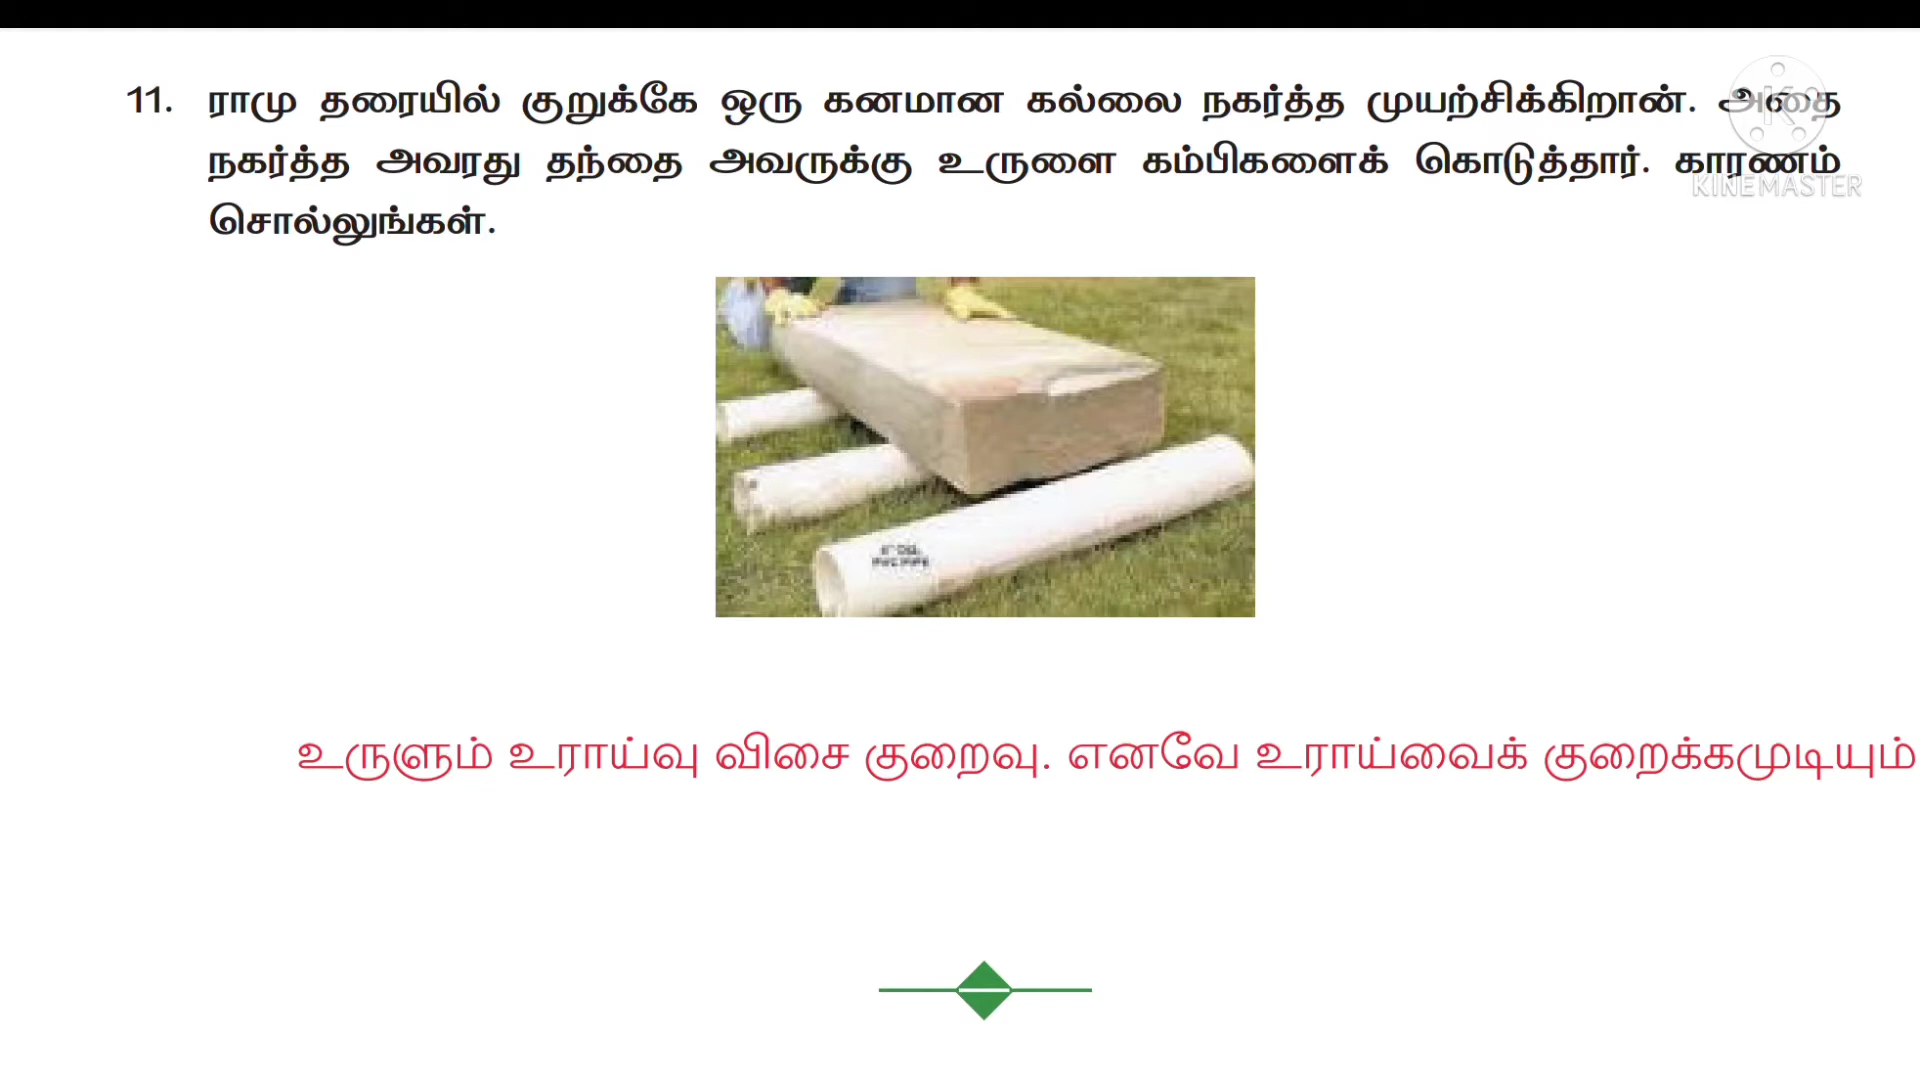 11. ராமு தரையில் குறுக்கே ஒரு கனமான கல்லை நகர்த்த முயற்சிக்கிறான். அதை
நகர்த்த அவரது தந்தை அவருக்கு உருளை கம்பிகளைக் கொடுத்தார். காரணம்
சொல்லுங்கள்.
KINEMASTER
உருளும் உராய்வு விசை குறைவு. எனவே உராய்வைக் குறைக்கமுடியும்